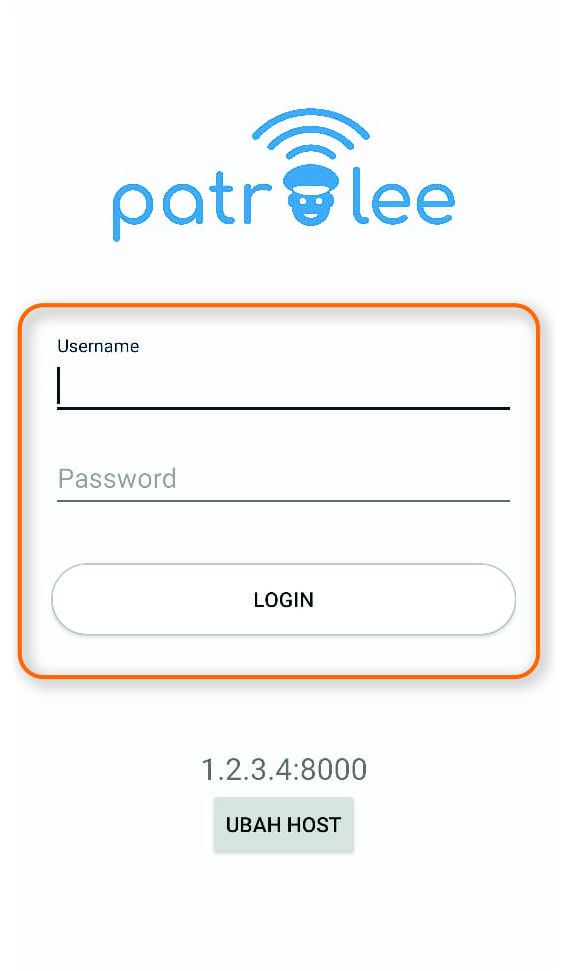 patrolee
Username
Password
LOGIN
1.2.3.4:8000
UBAH HOST